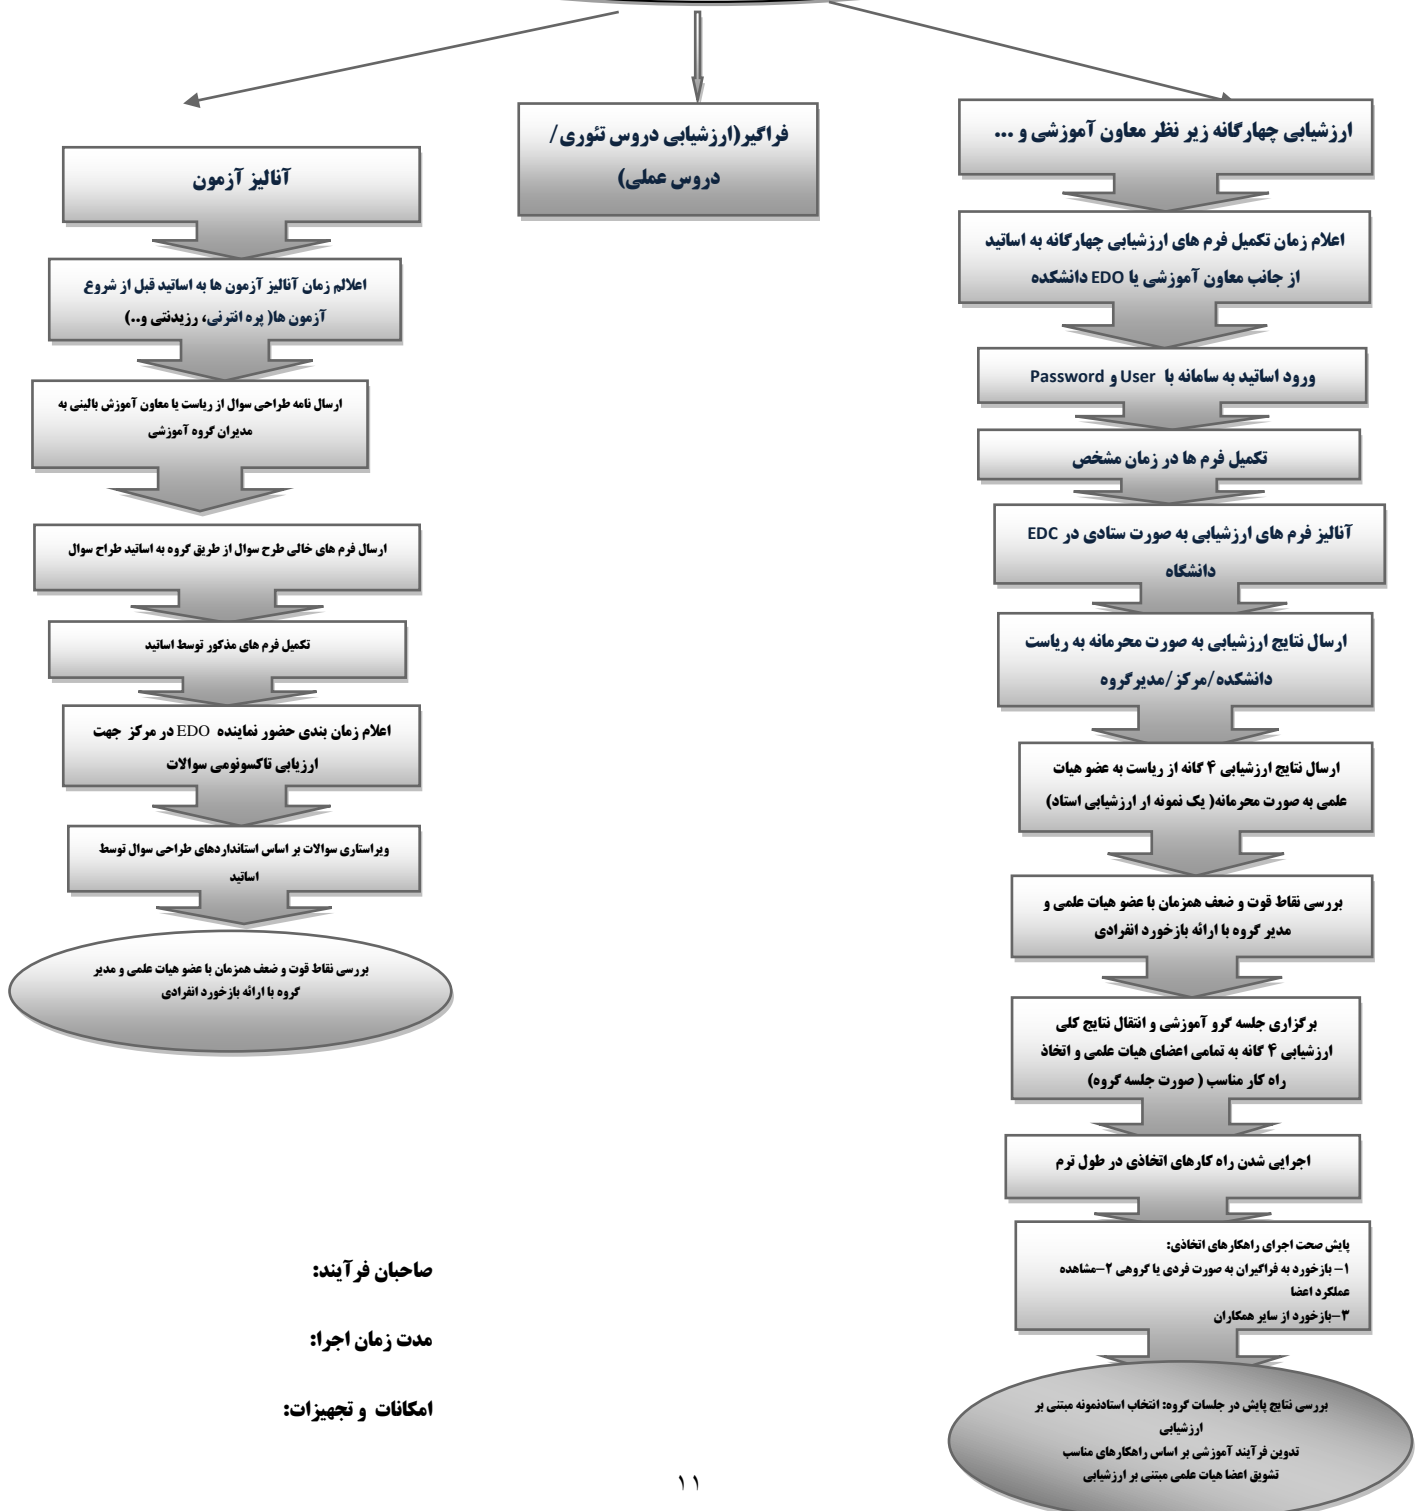 ارزشیابی چهارگانه زیر نظر معاون آموزشی و ...
اعلام زمان تکمیل فرم های ارزشیابی چهارگانه به اساتید
از جانب معاون آموزشی یا EDO دانشکده
ورود اساتید به سامانه با User و Password
تکمیل فرم ها در زمان مشخص
آنالیز فرم های ارزشیابی به صورت ستادی در EDC
دانشگاه
ارسال نتایج ارزشیابی به صورت محرمانه به ریاست
دانشکده/مرکز/مدیرگروه
ارسال نتایج ارزشیابی ۴ گانه از ریاست به عضو هیات
علمی به صورت محرمانه( یک نمونه ار ارزشیابی استاد)
بررسی نقاط قوت و ضعف همزمان با عضو هیات علمی و
مدیر گروه با ارائه بازخورد انفرادی
برگزاری جلسه گرو آموزشی و انتقال نتایج کلی
ارزشیابی ۴ گانه به تمامی اعضای هیات علمی و اتخاذ
راه کار مناسب ( صورت جلسه گروه)
اجرایی شدن راه کارهای اتخاذی در طول ترم
پایش صحت اجرای راهکارهای اتخاذی:
۱- بازخورد به فراگیران به صورت فردی یا گروهی ۲-مشاهده
عملکرد اعضا
۳-بازخورد از سایر همکاران
بررسی نتایج پایش در جلسات گروه: انتخاب استادنمونه مبتنی بر
ارزشیابی
تدوین فرآیند آموزشی بر اساس راهکارهای مناسب
تشویق اعضا هیات علمی مبتنی بر ارزشیابی
فراگیر(ارزشیابی دروس تئوری/
دروس عملی)
آنالیز آزمون
اعلالم زمان آنالیز آزمون ها به اساتید قبل از شروع
آزمون ها( پره انترنی، رزیدنتی و..)
ارسال نامه طراحی سوال از ریاست یا معاون آموزش بالینی به
مدیران گروه آموزشی
ارسال فرم های خالی طرح سوال از طریق گروه به اساتید طراح سوال
تکمیل فرم های مذکور توسط اساتید
اعلام زمان بندی حضور نماینده EDO در مرکز جهت
ارزیابی تاکسونومی سوالات
ویراستاری سوالات بر اساس استانداردهای طراحی سوال توسط
اساتید
بررسی نقاط قوت و ضعف همزمان با عضو هیات علمی و مدیر
گروه با ارائه بازخورد انفرادی
صاحبان فرآیند:
مدت زمان اجرا:
امکانات و تجهیزات:
۱۱